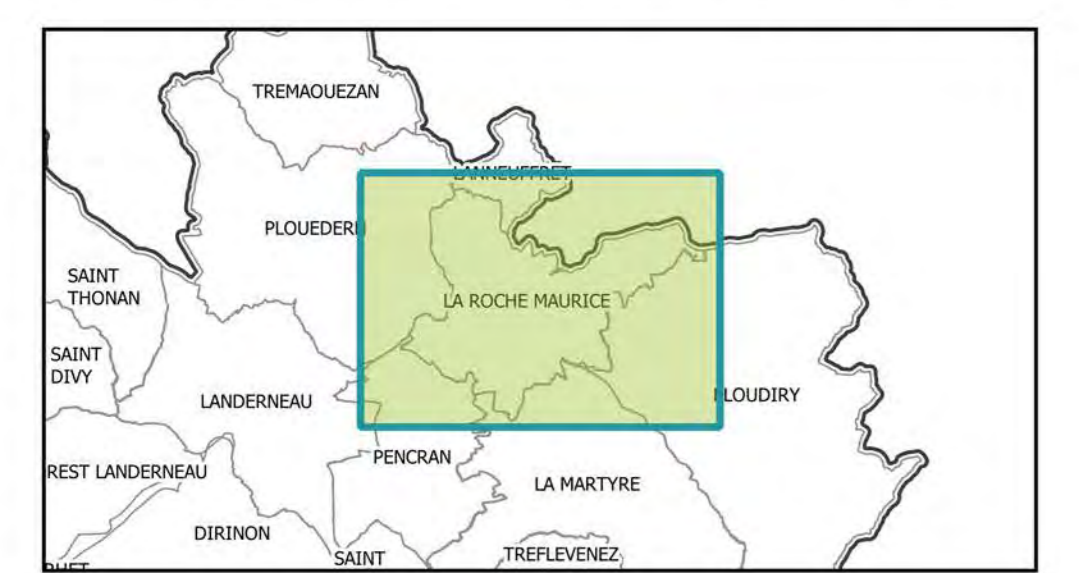 TREMAOUEZAN
LANNEUFFRET
PLOUEDERN
SAINT
THONAN
LA ROCHE MAURICE
SAINT
DIVY
LANDERNEAU
PLOUDIRY
PENCRAN
REST LANDERNEAU
LA MARTYRE
DIRINON
SAINT
TREFLEVENEZ